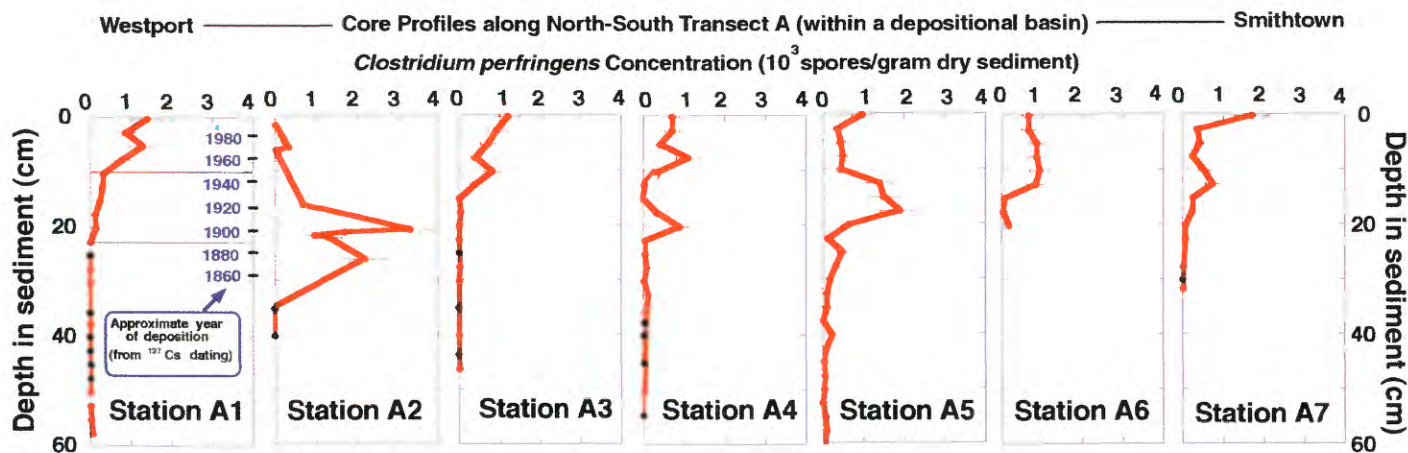 Westport Core Profiles along North-South Transect A (within a depositional basin) Smithtown
Clostridium perfringens Concentration (10³ spores/gram dry sediment)
0 1 2 3 4 0 1 2 3 4 0 1 2 3 4 0 1 2 3 4 0 1 2 3 4 0 1 2 3 4 0 1 2 3 4
Depth in sediment (cm)
0
20
40
60
1980
1960
1940
1920
1900
1880
1860
Approximate year
of deposition
(from ¹³⁷Cs dating)
Station A1 Station A2 Station A3 Station A4 Station A5 Station A6 Station A7
0
20
40
60
Depth in sediment (cm)